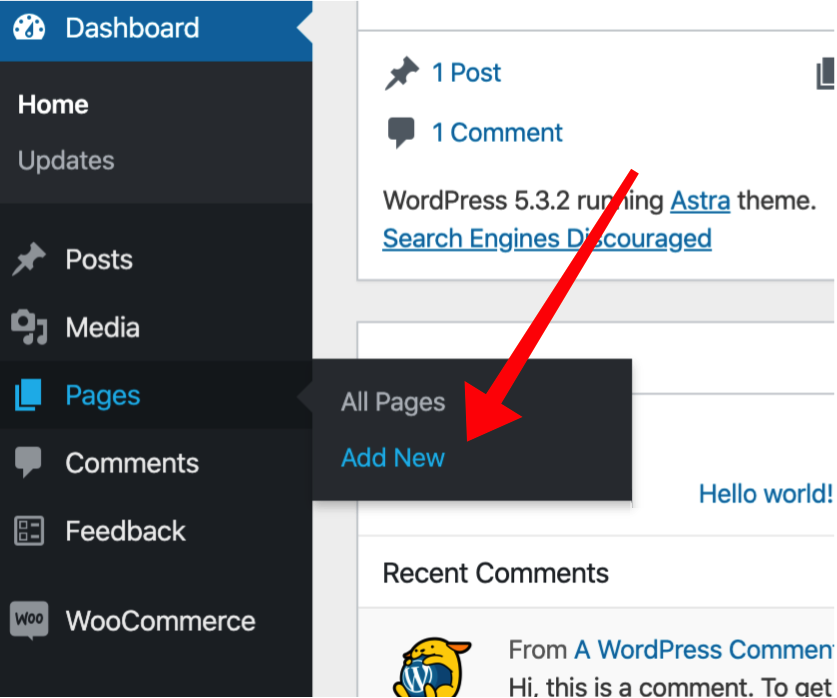 Dashboard
Home
Updates
Posts
Media
Pages
Comments
Feedback
WOO WooCommerce
All Pages
Add New
1 Post
1 Comment
WordPress 5.3.2 running Astra theme.
Search Engines Discouraged
Hello world!
Recent Comments
From A WordPress Commen
Hi, this is a comment. To get